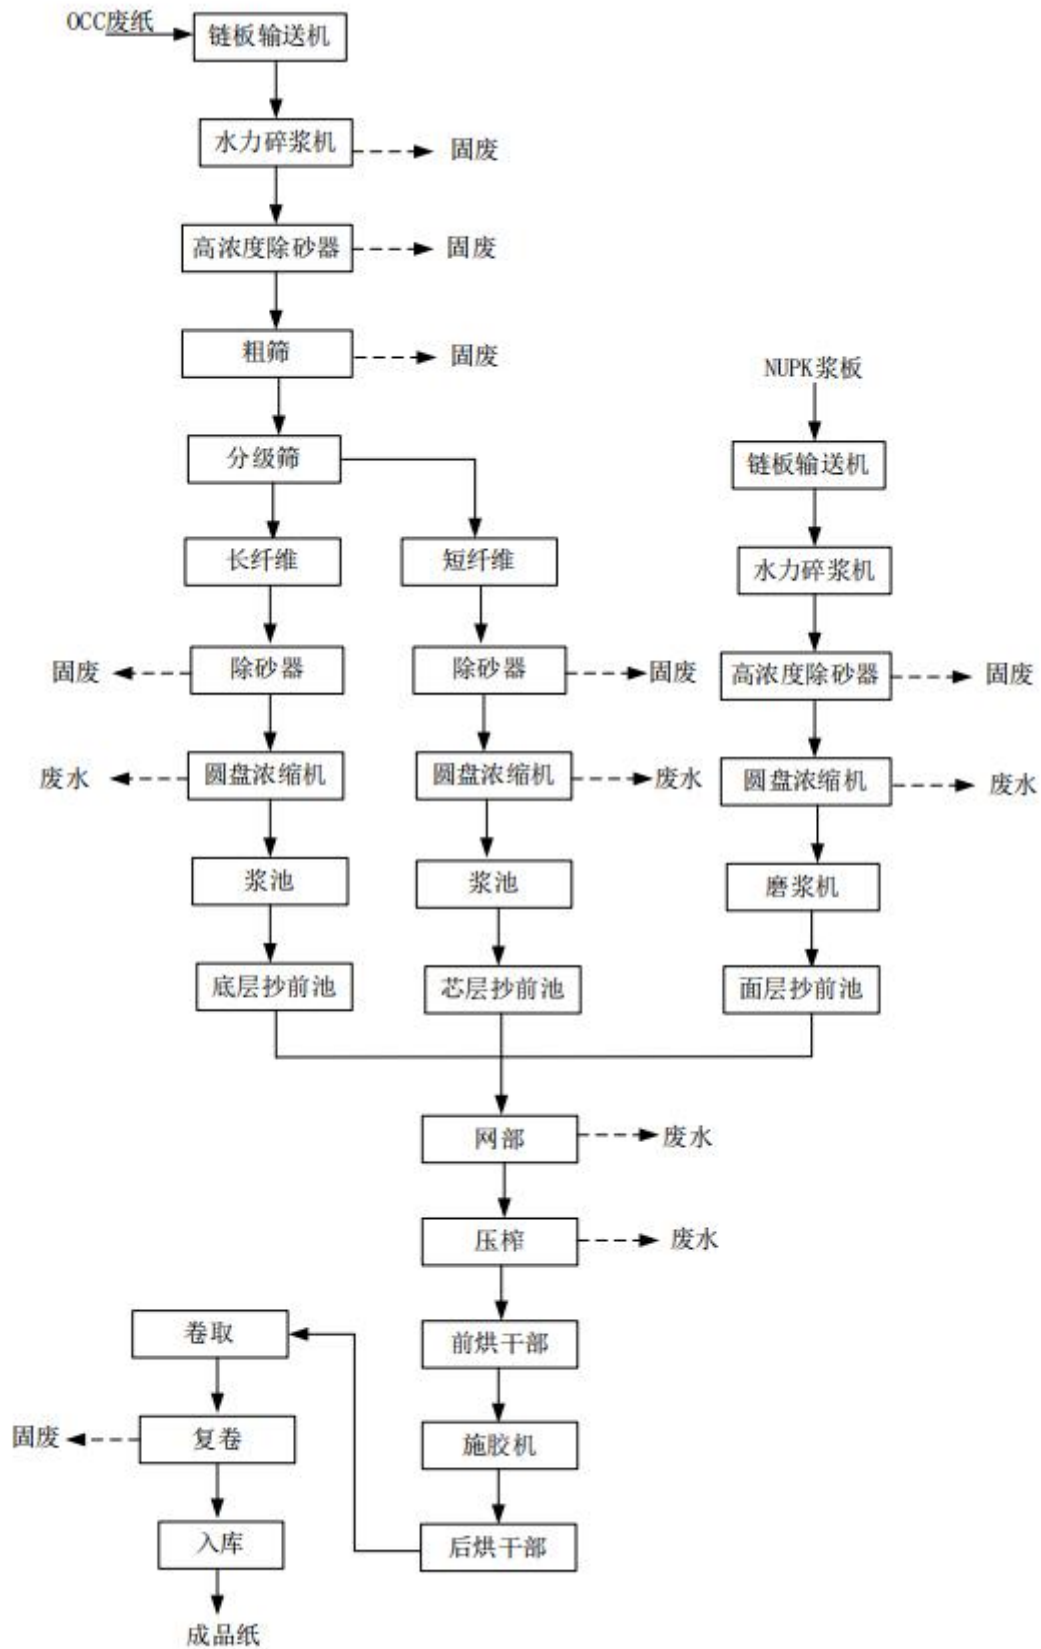 OCC废纸
链板输送机
水力碎浆机
固废
高浓度除砂器
固废
粗筛
固废
NUPK浆板
分级筛
链板输送机
长纤维
短纤维
水力碎浆机
固废
除砂器
除砂器
固废
高浓度除砂器
固废
废水
圆盘浓缩机
圆盘浓缩机
废水
圆盘浓缩机
废水
浆池
浆池
磨浆机
底层抄前池
芯层抄前池
面层抄前池
网部
废水
压榨
废水
卷取
前烘干部
固废
复卷
施胶机
入库
后烘干部
成品纸